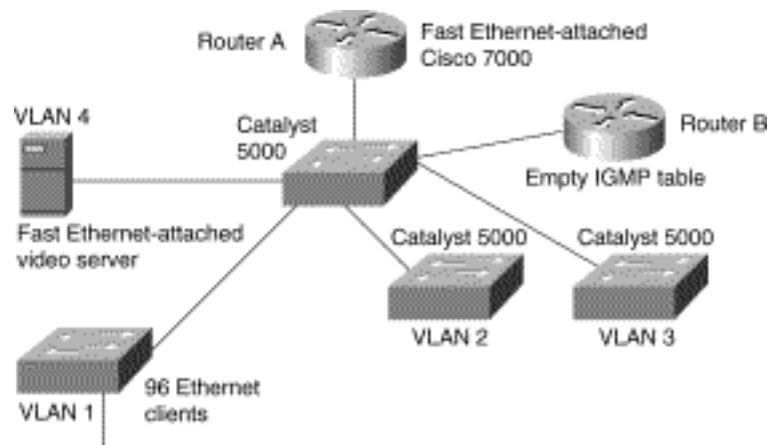 Router A
Fast Ethernet-attached
Cisco 7000
VLAN 4
Catalyst
5000
Router B
Empty IGMP table
Fast Ethernet-attached
video server
Catalyst 5000
Catalyst 5000
VLAN 2
VLAN 3
96 Ethernet
clients
VLAN 1